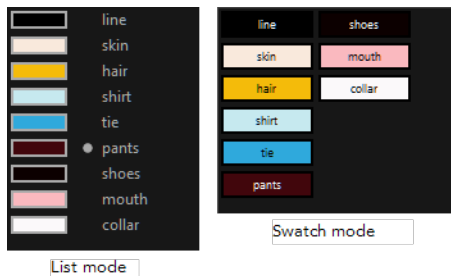 line
skin
hair
shirt
tie
pants
shoes
mouth
collar
List mode
line shoes
skin mouth
hair collar
shirt
tie
pants
Swatch mode